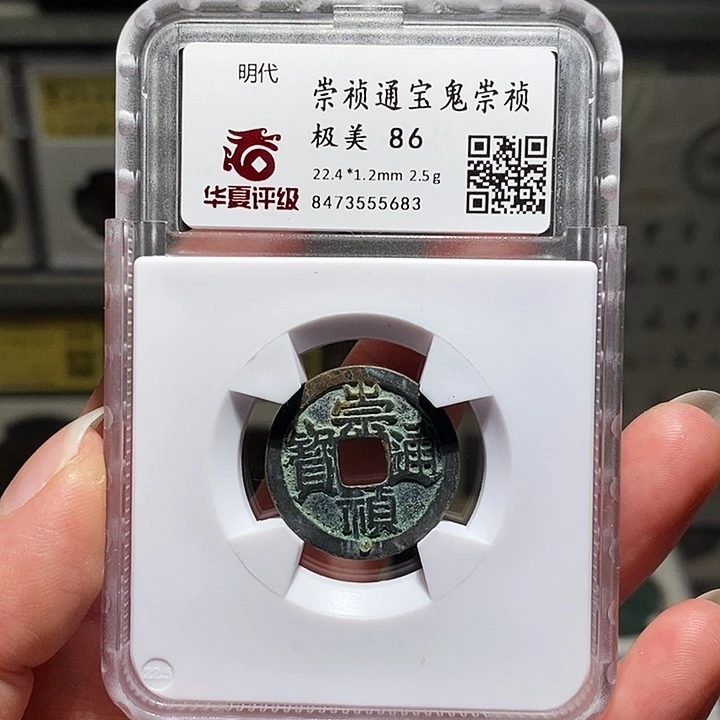 明代
崇祯通宝鬼崇祯
极美 86
22.4*1.2mm 2.5g
华夏评级
8473555683
崇
寶 通
禎